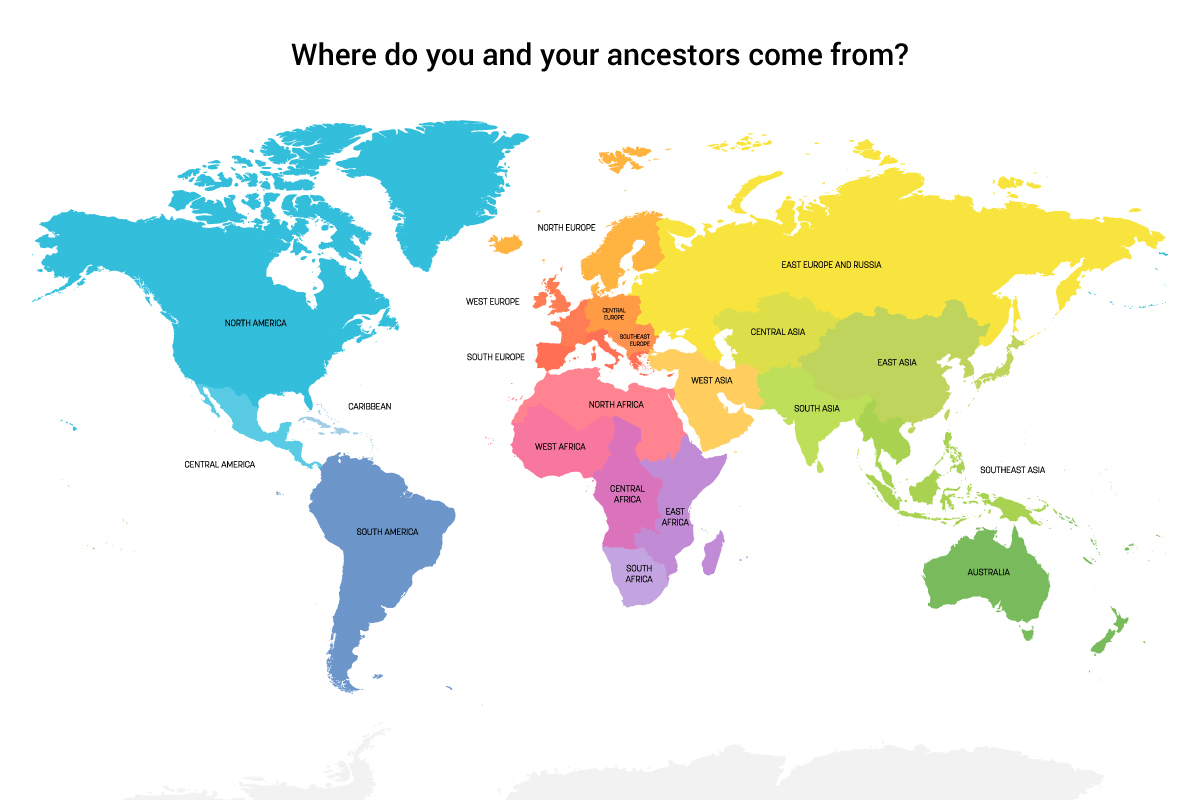 Where do you and your ancestors come from?
NORTH EUROPE
EAST EUROPE AND RUSSIA
WEST EUROPE
CENTRAL
EUROPE
NORTH AMERICA
CENTRAL ASIA
SOUTHEAST
EUROPE
SOUTH EUROPE
EAST ASIA
WEST ASIA
CARIBBEAN
NORTH AFRICA
SOUTH ASIA
WEST AFRICA
CENTRAL AMERICA
SOUTHEAST ASIA
CENTRAL
AFRICA
EAST
AFRICA
SOUTH AMERICA
SOUTH
AFRICA
AUSTRALIA